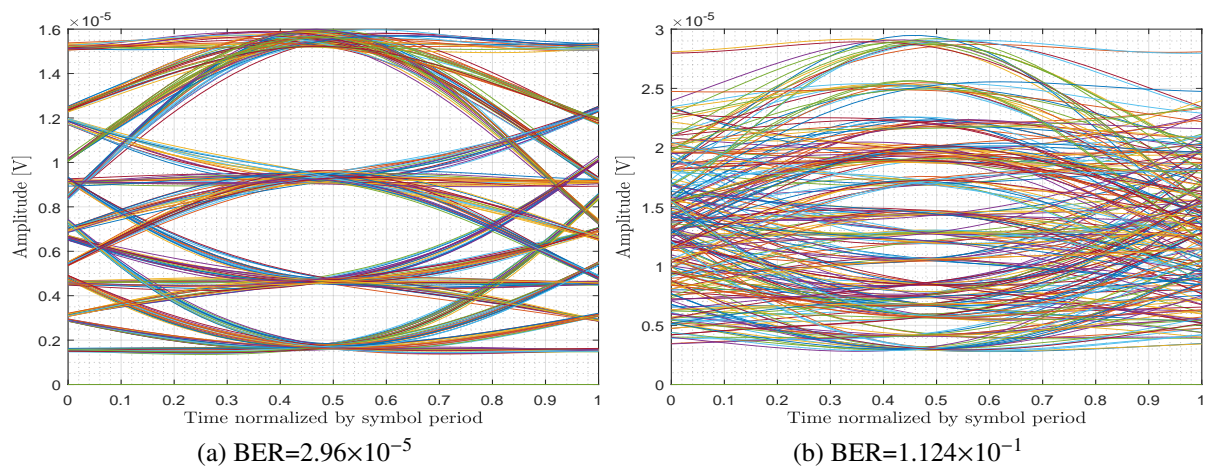 ×10⁻⁵
1.6
1.4
1.2
1
0.8
0.6
0.4
0.2
0
Amplitude [V]
0 0.1 0.2 0.3 0.4 0.5 0.6 0.7 0.8 0.9 1
Time normalized by symbol period
(a) BER=2.96×10⁻⁵
×10⁻⁵
3
2.5
2
1.5
1
0.5
0
Amplitude [V]
0 0.1 0.2 0.3 0.4 0.5 0.6 0.7 0.8 0.9 1
Time normalized by symbol period
(b) BER=1.124×10⁻¹